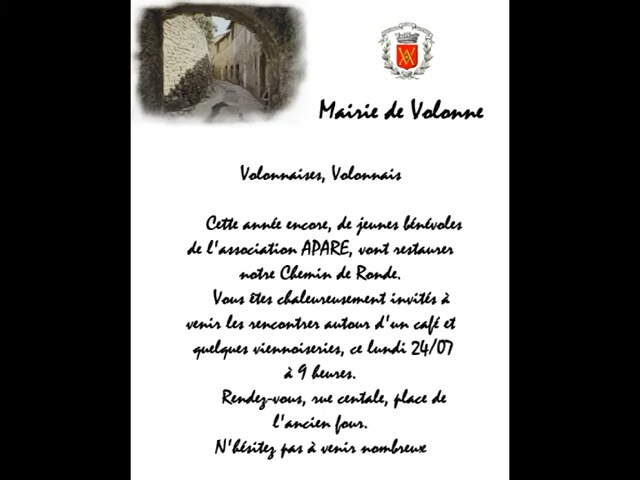 Mairie de Volonne
Volonnaises, Volonnais
Cette année encore, de jeunes bénévoles
de l'association APARE, vont restaurer
notre Chemin de Ronde.
Vous êtes chaleureusement invités à
venir les rencontrer autour d'un café et
quelques viennoiseries, ce lundi 24/07
à 9 heures.
Rendez-vous, rue centale, place de
l'ancien four.
N'hésitez pas à venir nombreux